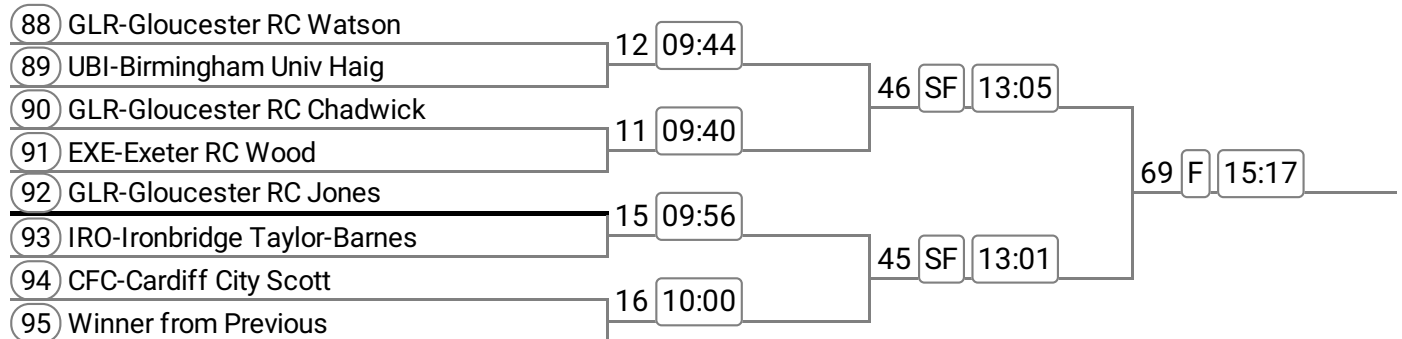 88 GLR-Gloucester RC Watson
12 09:44
89 UBI-Birmingham Univ Haig
46 SF 13:05
90 GLR-Gloucester RC Chadwick
11 09:40
91 EXE-Exeter RC Wood
69 F 15:17
92 GLR-Gloucester RC Jones
15 09:56
93 IRO-Ironbridge Taylor-Barnes
45 SF 13:01
94 CFC-Cardiff City Scott
16 10:00
95 Winner from Previous